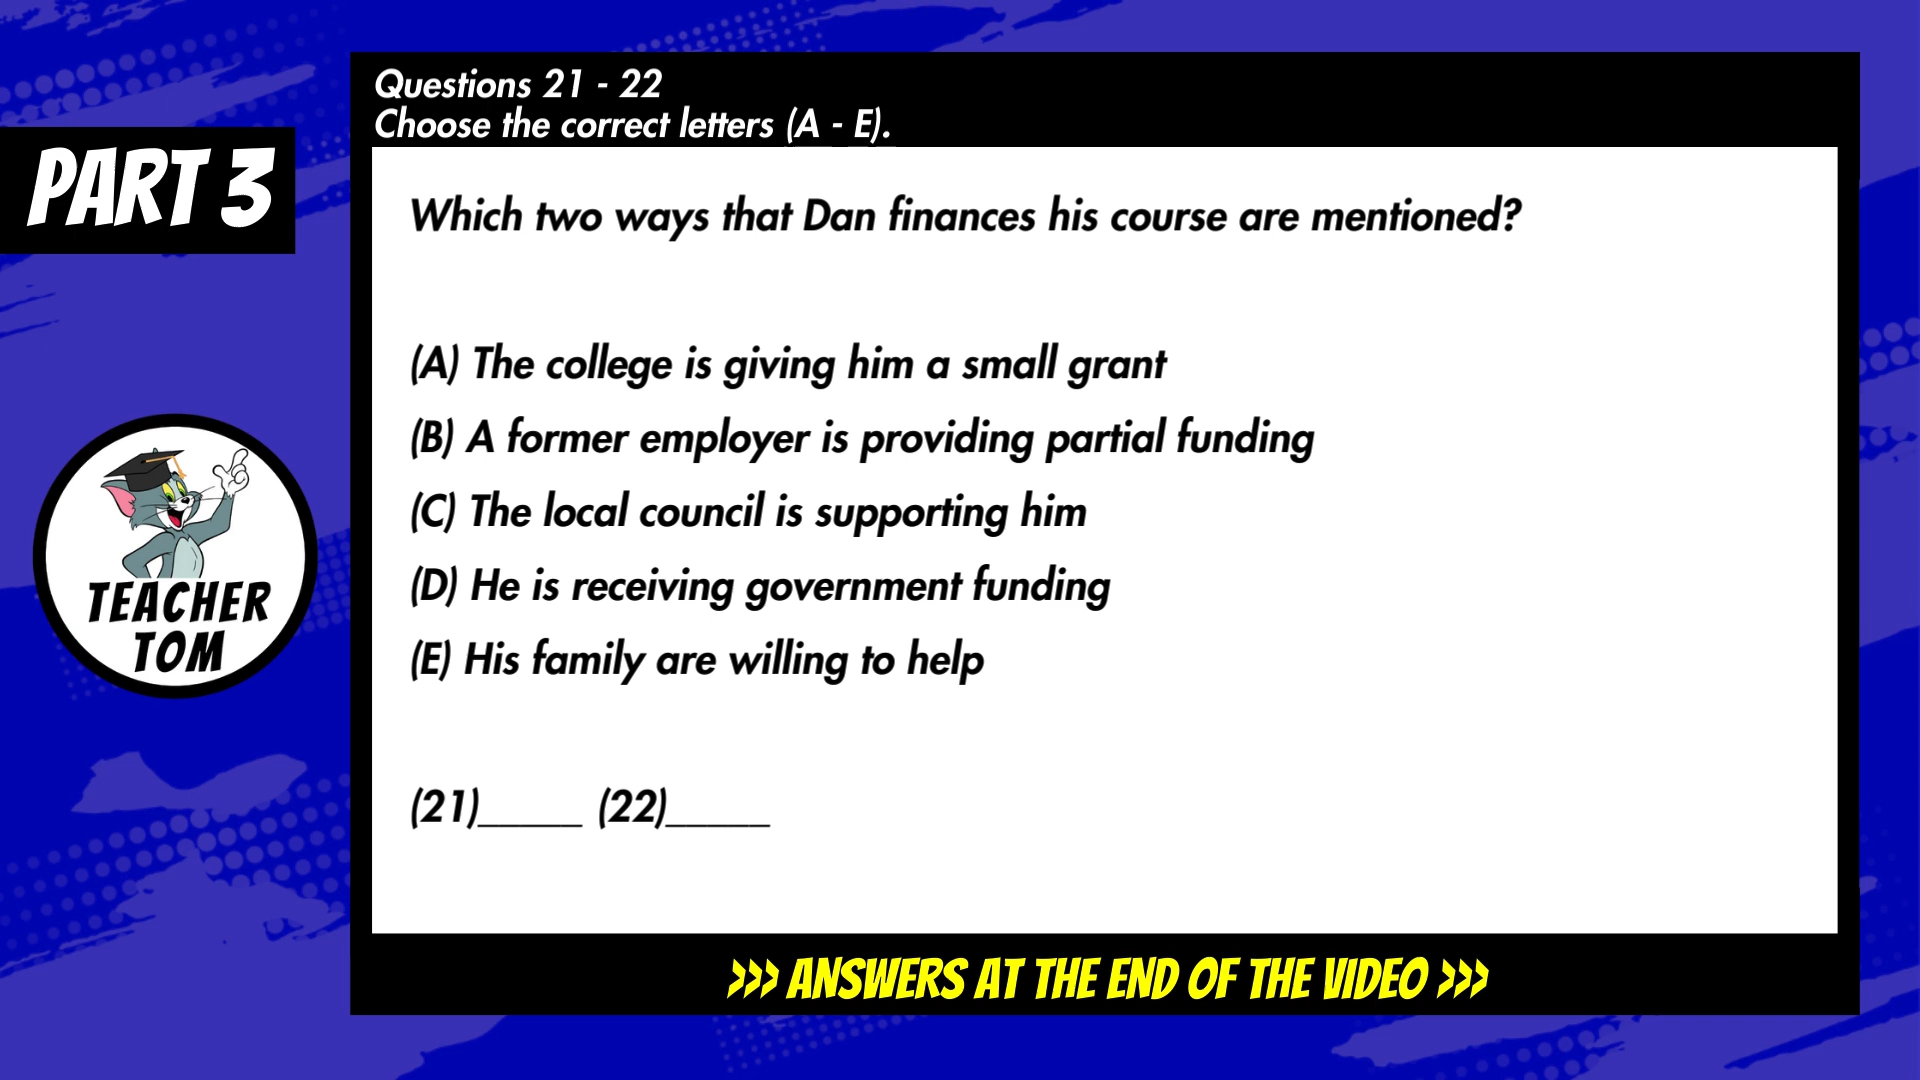 Questions 21 - 22
Choose the correct letters (A - E).
PART 3
Which two ways that Dan finances his course are mentioned?
(A) The college is giving him a small grant
(B) A former employer is providing partial funding
(C) The local council is supporting him
(D) He is receiving government funding
(E) His family are willing to help
(21)_____ (22)_____
TEACHER
TOM
>>> ANSWERS AT THE END OF THE VIDEO >>>